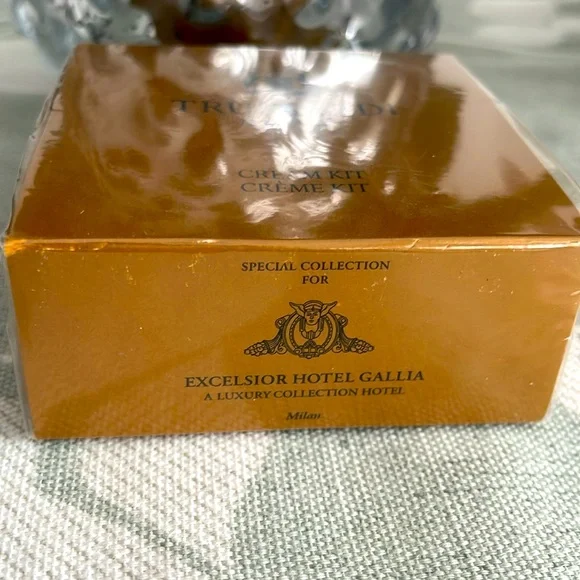 CREAM KIT
CRÈME KIT
SPECIAL COLLECTION
FOR
EXCELSIOR HOTEL GALLIA
A LUXURY COLLECTION HOTEL
Milan